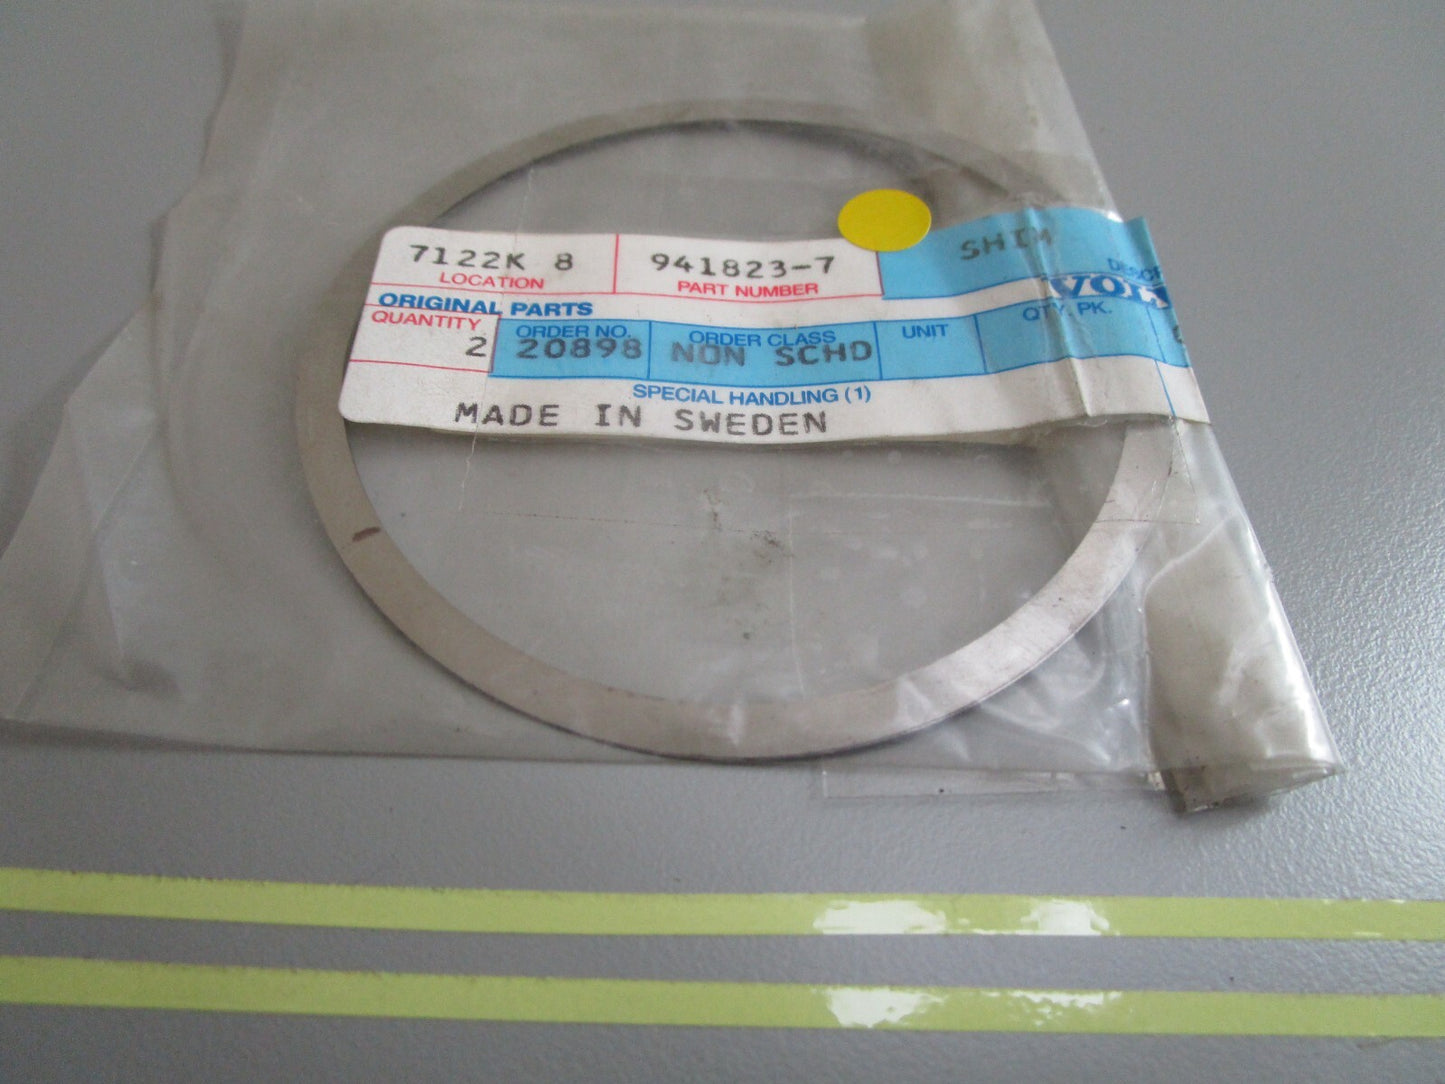 7122K 8 941823-7 SHIM
LOCATION PART NUMBER
ORIGINAL PARTS
QUANTITY ORDER NO. ORDER CLASS UNIT QTY. PK.
2 20898 NON SCHD
SPECIAL HANDLING (1)
MADE IN SWEDEN